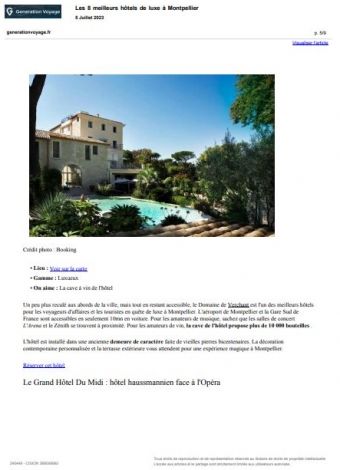 Generation Voyage
Les 8 meilleurs hôtels de luxe à Montpellier
5 Juillet 2023
generationvoyage.fr
p. 5/9
Visualiser l'article
Crédit photo : Booking
• Lieu : Voir sur la carte
• Gamme : Luxueux
• On aime : La cave à vin de l'hôtel
Un peu plus reculé aux abords de la ville, mais tout en restant accessible, le Domaine de Verchant est l'un des meilleurs hôtels
pour les voyageurs d'affaires et les touristes en quête de luxe à Montpellier. L'aéroport de Montpellier et la Gare Sud de
France sont accessibles en seulement 10mn en voiture. Pour les amateurs de musique, sachez que les salles de concert
L'Arena et le Zénith se trouvent à proximité. Pour les amateurs de vin, la cave de l'hôtel propose plus de 10 000 bouteilles.
L'hôtel est installé dans une ancienne demeure de caractère faite de vieilles pierres bicentenaires. La décoration
contemporaine personnalisée et la terrasse extérieure vous attendent pour une expérience magique à Montpellier.
Réserver cet hôtel
Le Grand Hôtel Du Midi : hôtel haussmannien face à l'Opéra
Tous droits de reproduction et de représentation réservés au titulaire de droits de propriété intellectuelle
L'accès aux articles et le partage sont strictement limités aux utilisateurs autorisés.